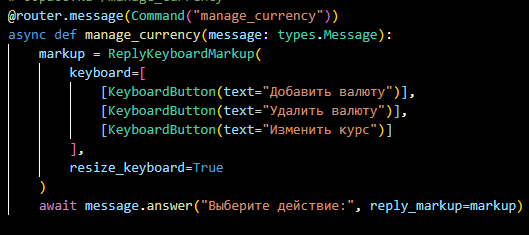 @router.message(Command("manage_currency"))
async def manage_currency(message: types.Message):
    markup = ReplyKeyboardMarkup(
        keyboard=[
            [KeyboardButton(text="Добавить валюту")],
            [KeyboardButton(text="Удалить валюту")],
            [KeyboardButton(text="Изменить курс")]
        ],
        resize_keyboard=True
    )
    await message.answer("Выберите действие:", reply_markup=markup)